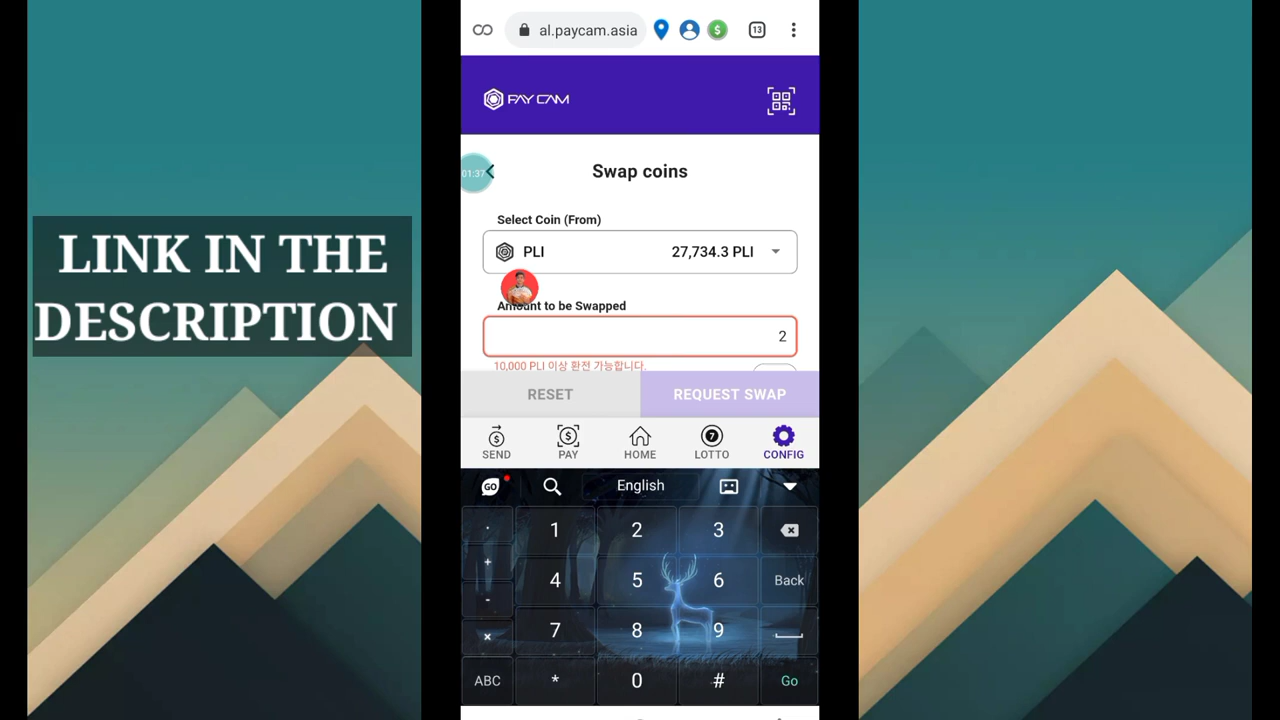 LINK IN THE
DESCRIPTION
al.paycam.asia
13
PAY CAM
01:37
Swap coins
Select Coin (From)
PLI
27,734.3 PLI
Amount to be Swapped
2
10,000 PLI 이상 환전 가능합니다.
RESET
REQUEST SWAP
SEND
PAY
HOME
LOTTO
CONFIG
GO
English
. 1 2 3
+ 4 5 6 Back
-
7 8 9
×
ABC * 0 # Go